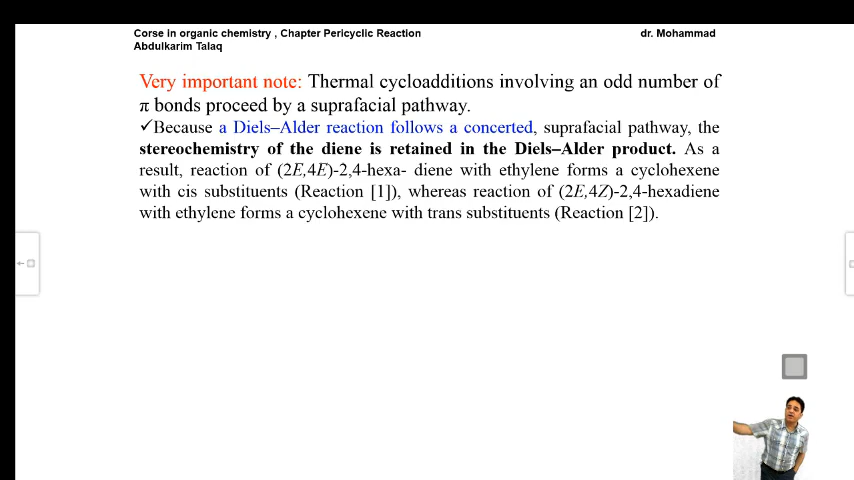 Corse in organic chemistry , Chapter Pericyclic Reaction dr. Mohammad
Abdulkarim Talaq
Very important note: Thermal cycloadditions involving an odd number of
π bonds proceed by a suprafacial pathway.
✓Because a Diels–Alder reaction follows a concerted, suprafacial pathway, the
stereochemistry of the diene is retained in the Diels–Alder product. As a
result, reaction of (2E,4E)-2,4-hexa- diene with ethylene forms a cyclohexene
with cis substituents (Reaction [1]), whereas reaction of (2E,4Z)-2,4-hexadiene
with ethylene forms a cyclohexene with trans substituents (Reaction [2]).